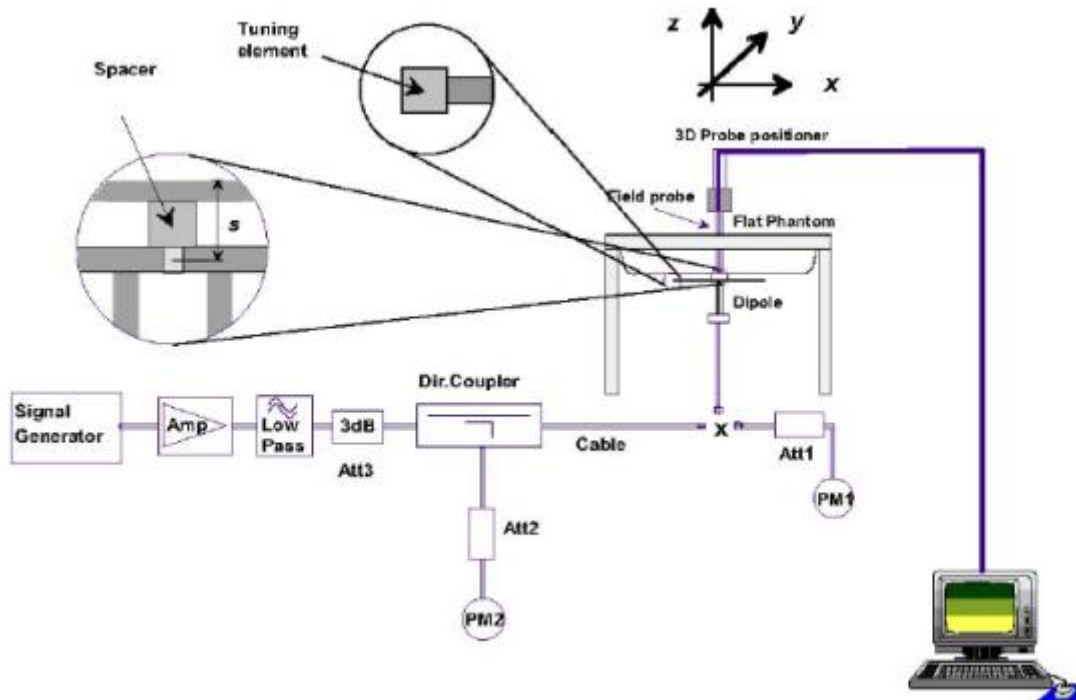 Tuning
element
Spacer
z
y
x
3D Probe positioner
Field probe
s
Flat Phantom
Dipole
Dir.Coupler
Signal
Generator
Amp
Low
Pass
3dB
Att3
Cable
x
Att1
PM1
Att2
PM2